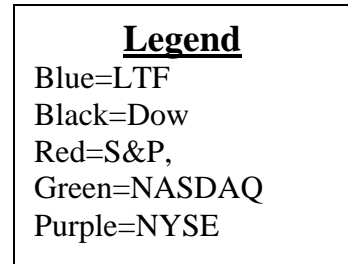 Legend
Blue=LTF
Black=Dow
Red=S&P,
Green=NASDAQ
Purple=NYSE